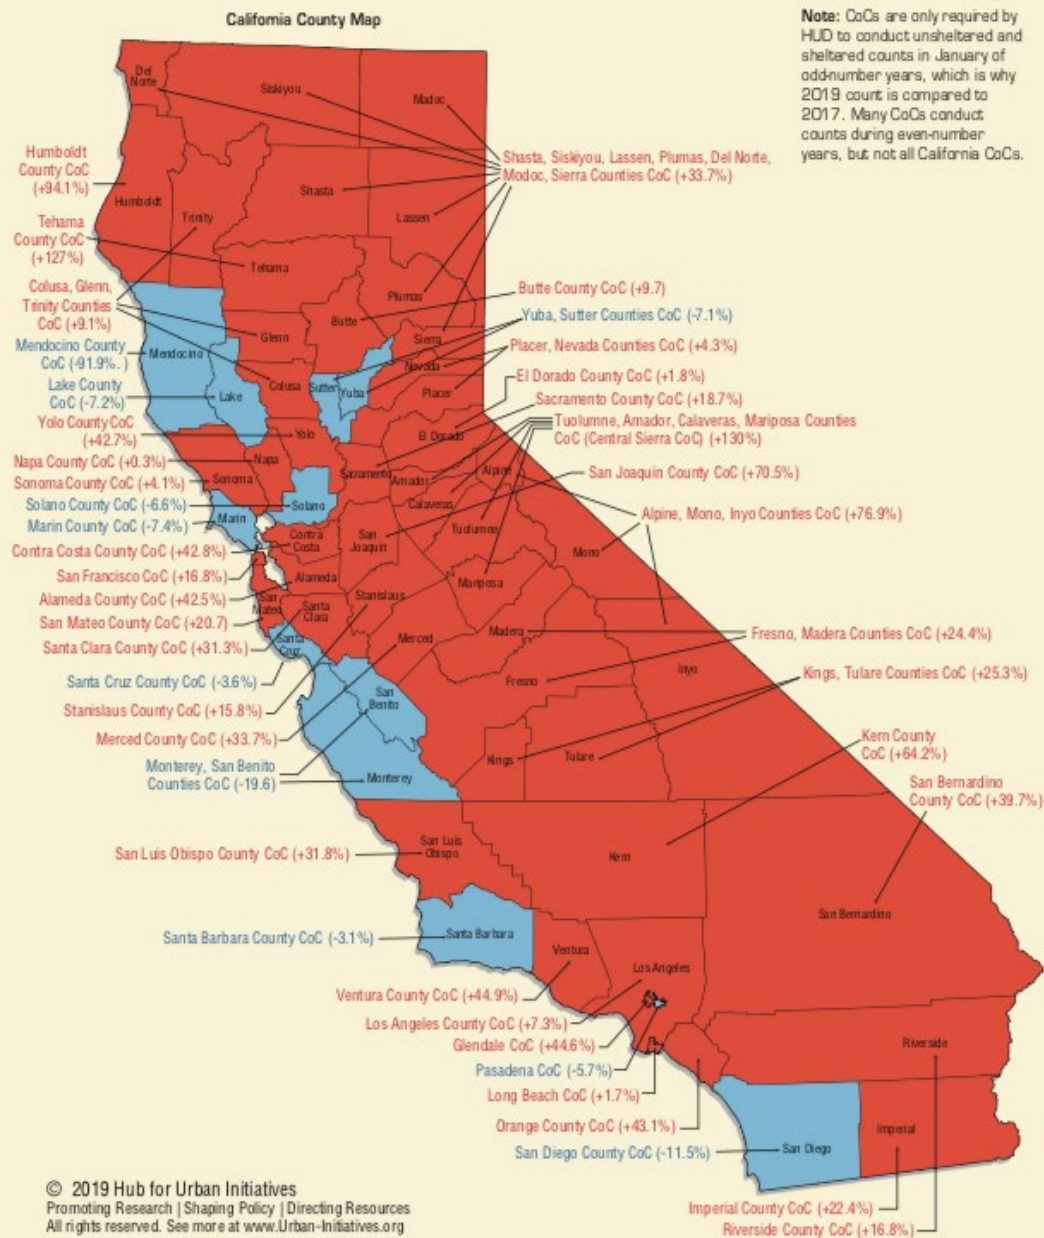 California County Map
Note: CoCs are only required by
HUD to conduct unsheltered and
sheltered counts in January of
odd-number years, which is why
2019 count is compared to
2017. Many CoCs conduct
counts during even-number
years, but not all California CoCs.
Del
Norte
Siskiyou
Madoc
Humboldt
County CoC
(+94.1%)
Shasta, Siskiyou, Lassen, Plumas, Del Norte,
Modoc, Sierra Counties CoC (+33.7%)
Humboldt
Trinity
Shasta
Lassen
Tehama
County CoC
(+127%)
Tehama
Plumas
Colusa, Glenn,
Trinity Counties
CoC (+9.1%)
Butte County CoC (+9.7)
Yuba, Sutter Counties CoC (-7.1%)
Butte
Glenn
Sierra
Placer, Nevada Counties CoC (+4.3%)
Mendocino County
CoC (-91.9%. )
Mendocino
Nevada
El Dorado County CoC (+1.8%)
Lake County
CoC (-7.2%)
Lake
Colusa
Sutter
Yuba
Placer
Sacramento County CoC (+18.7%)
Yolo County CoC
(+42.7%)
Yolo
El Dorado
Tuolumne, Amador, Calaveras, Mariposa Counties
CoC (Central Sierra CoC) (+130%)
Napa County CoC (+0.3%)
Napa
Sacramento
Amador
Alpine
San Joaquin County CoC (+70.5%)
Sonoma County CoC (+4.1%)
Sonoma
Solano County CoC (-6.6%)
Solano
Calaveras
Alpine, Mono, Inyo Counties CoC (+76.9%)
Marin County CoC (-7.4%)
Marin
Tuolumne
Contra
Costa
San
Joaquin
Mono
Contra Costa County CoC (+42.8%)
San Francisco CoC (+16.8%)
Alameda
Mariposa
Alameda County CoC (+42.5%)
San
Mateo
Santa
Clara
Stanislaus
San Mateo County CoC (+20.7)
Santa Clara County CoC (+31.3%)
Santa
Cruz
Merced
Madera
Fresno, Madera Counties CoC (+24.4%)
Inyo
Santa Cruz County CoC (-3.6%)
Fresno
Kings, Tulare Counties CoC (+25.3%)
San
Benito
Stanislaus County CoC (+15.8%)
Merced County CoC (+33.7%)
Kern County
CoC (+64.2%)
Kings
Tulare
Monterey, San Benito
Counties CoC (-19.6)
Monterey
San Bernardino
County CoC (+39.7%)
San Luis Obispo County CoC (+31.8%)
San Luis
Obispo
Kern
San Bernardino
Santa Barbara County CoC (-3.1%)
Santa Barbara
Ventura
Los Angeles
Ventura County CoC (+44.9%)
Los Angeles County CoC (+7.3%)
Glendale CoC (+44.6%)
Riverside
Pasadena CoC (-5.7%)
Long Beach CoC (+1.7%)
Orange County CoC (+43.1%)
Imperial
San Diego County CoC (-11.5%)
San Diego
© 2019 Hub for Urban Initiatives
Promoting Research | Shaping Policy | Directing Resources
All rights reserved. See more at www.Urban-Initiatives.org
Imperial County CoC (+22.4%)
Riverside County CoC (+16.8%)